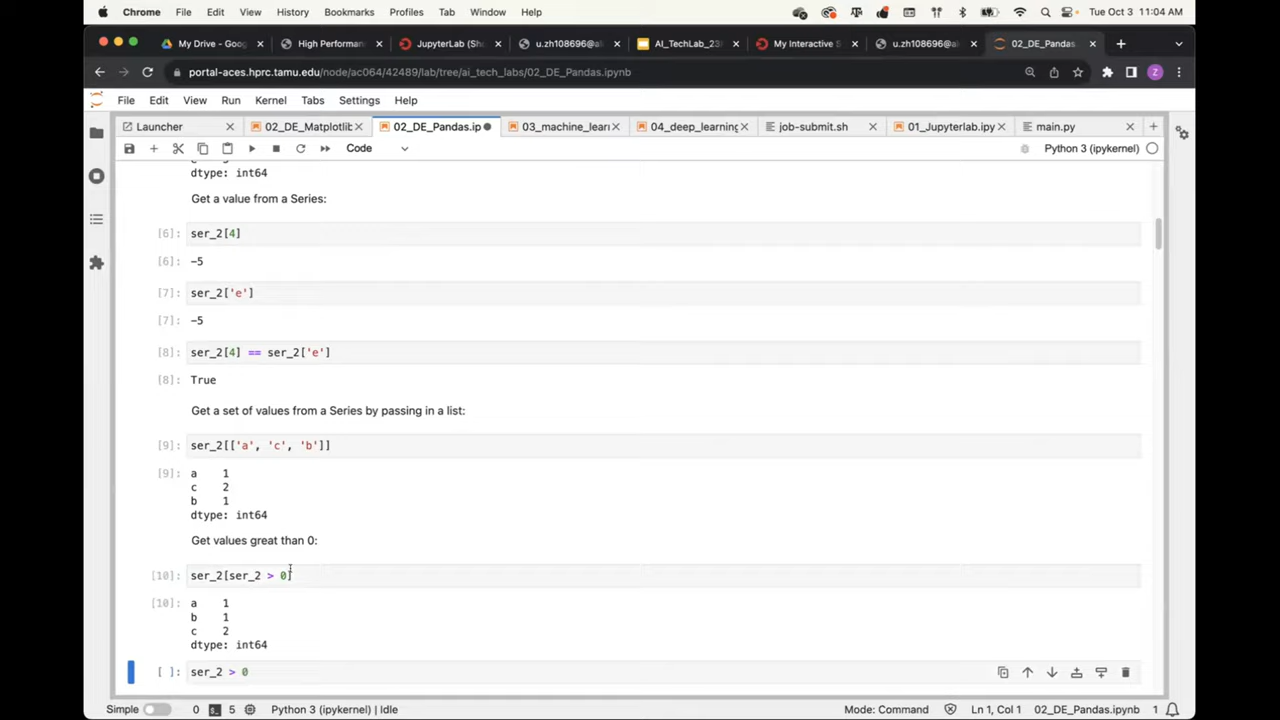 Chrome File Edit View History Bookmarks Profiles Tab Window Help Tue Oct 3 11:04 AM
My Drive - Goo High Performan JupyterLab (Sh u.zh108696@al AI_TechLab_23 My Interactive S u.zh108696@a 02_DE_Pandas.
portal-aces.hprc.tamu.edu/node/ac064/42489/lab/tree/ai_tech_labs/02_DE_Pandas.ipynb Z
File Edit View Run Kernel Tabs Settings Help
Launcher 02_DE_Matplotlib 02_DE_Pandas.ip 03_machine_learn 04_deep_learning job-submit.sh 01_Jupyterlab.ipyn main.py
Code Python 3 (ipykernel)
dtype: int64
Get a value from a Series:
[6]: ser_2[4]
[6]: -5
[7]: ser_2['e']
[7]: -5
[8]: ser_2[4] == ser_2['e']
[8]: True
Get a set of values from a Series by passing in a list:
[9]: ser_2[['a', 'c', 'b']]
[9]: a 1
c 2
b 1
dtype: int64
Get values great than 0:
[10]: ser_2[ser_2 > 0]
[10]: a 1
b 1
c 2
dtype: int64
[ ]: ser_2 > 0
Simple 0 5 Python 3 (ipykernel) | Idle Mode: Command Ln 1, Col 1 02_DE_Pandas.ipynb 1